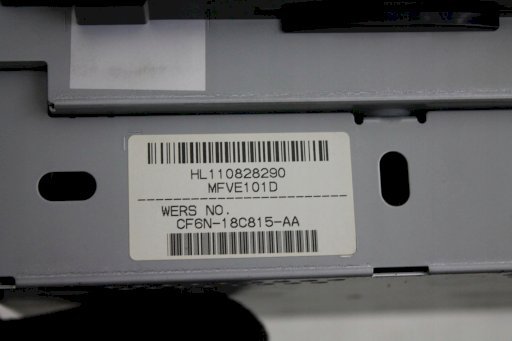 HL110828290
MFVE101D
WERS NO.
CF6N-18C815-AA